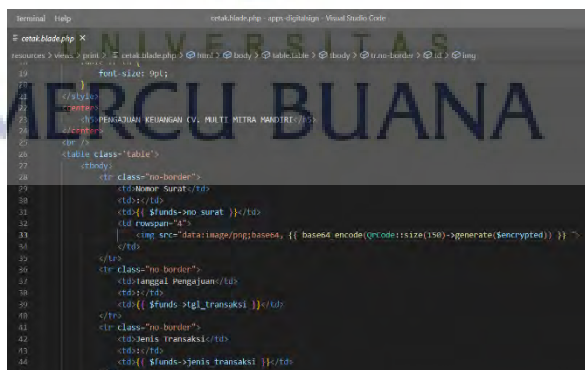 Terminal Help cetak.blade.php - apps-digitalsign - Visual Studio Code
cetak.blade.php ×
UNIVERSITAS
resources > views > print > cetak.blade.php > html > body > table.table > tbody > tr.no-border > td > img
19 font-size: 9pt;
20 }
21 </style>
22 <center>
MERCU BUANA
23 <h5>PENGAJUAN KEUANGAN CV. MULTI MITRA MANDIRI</h5>
24 </center>
25 <br />
26 <table class="table">
27 <tbody>
28 <tr class="no-border">
29 <td>Nomor Surat</td>
30 <td>:</td>
31 <td>{{ $funds->no_surat }}</td>
32 <td rowspan="4">
33 <img src="data:image/png;base64, {{ base64_encode(QrCode::size(150)->generate($encrypted)) }} ">
34 </td>
35 </tr>
36 <tr class="no-border">
37 <td>Tanggal Pengajuan</td>
38 <td>:</td>
39 <td>{{ $funds->tgl_transaksi }}</td>
40 </tr>
41 <tr class="no-border">
42 <td>Jenis Transaksi</td>
43 <td>:</td>
44 <td>{{ $funds->jenis_transaksi }}</td>